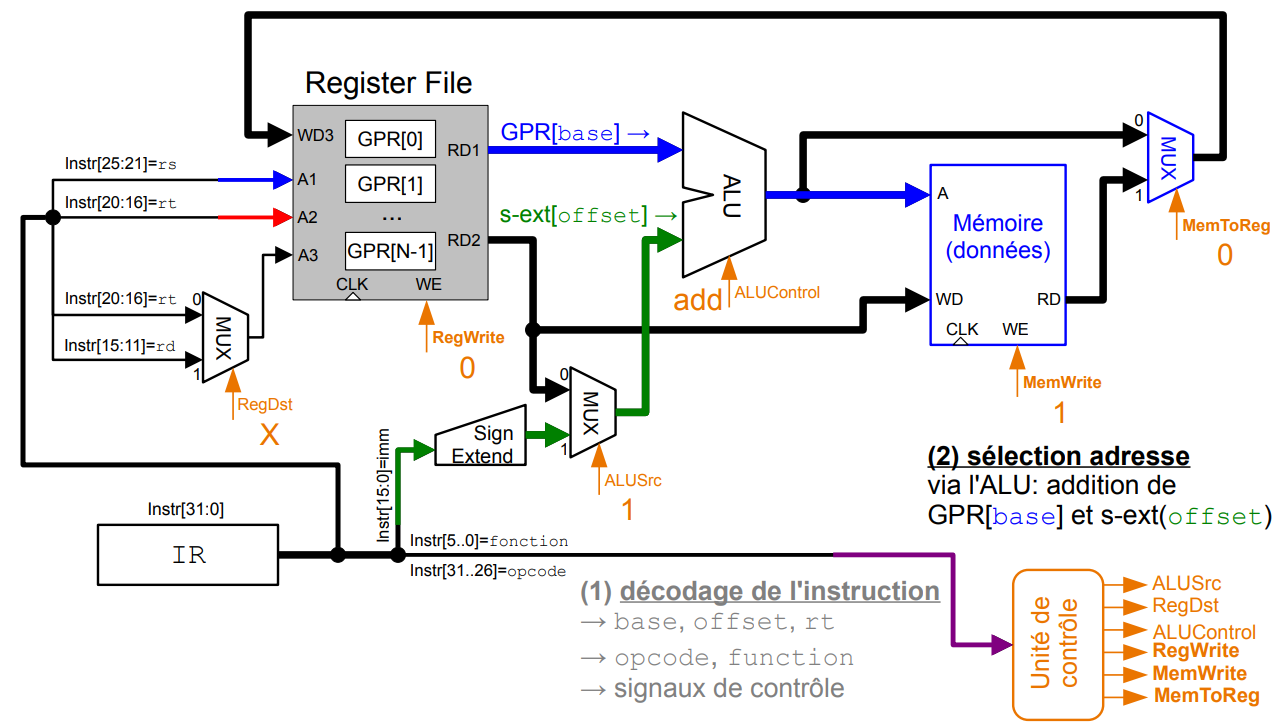 Register File
WD3
GPR[0]
GPR[base] →
RD1
0
MUX
1
Instr[25:21]=rs
A1
GPR[1]
ALU
A
Mémoire
(données)
Instr[20:16]=rt
A2
...
s-ext[offset] →
MemToReg
0
A3
GPR[N-1]
RD2
CLK
WE
add
ALUControl
WD
RD
CLK
WE
Instr[20:16]=rt
0
MUX
Instr[15:11]=rd
1
RegWrite
0
MemWrite
1
RegDst
X
0
MUX
1
Sign
Extend
Instr[15:0]=imm
ALUSrc
1
(2) sélection adresse
via l'ALU: addition de
GPR[base] et s-ext(offset)
Instr[31:0]
IR
Instr[5..0]=fonction
Instr[31..26]=opcode
(1) décodage de l'instruction
→ base, offset, rt
→ opcode, function
→ signaux de contrôle
Unité de
contrôle
ALUSrc
RegDst
ALUControl
RegWrite
MemWrite
MemToReg